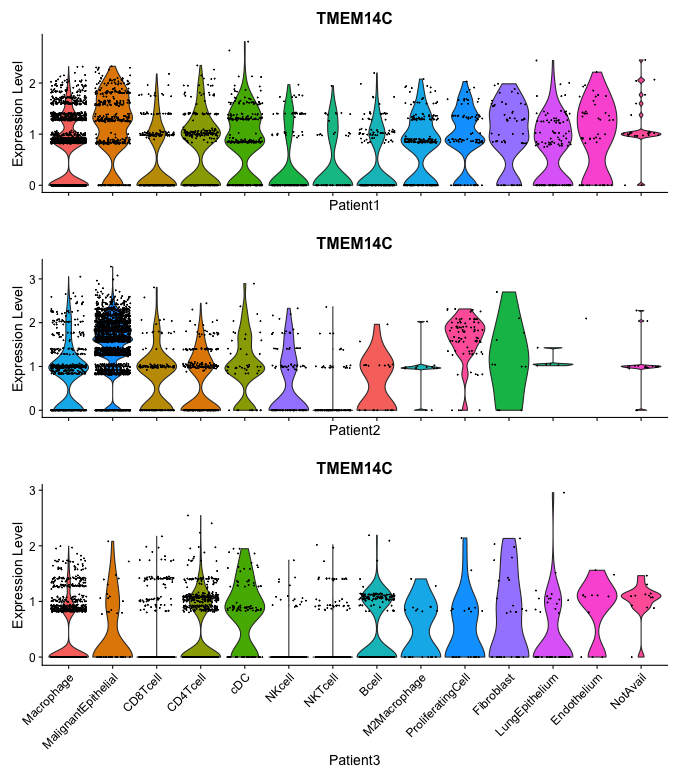 TMEM14C
Expression Level
2
1
0
Patient1
TMEM14C
Expression Level
3
2
1
0
Patient2
TMEM14C
Expression Level
3
2
1
0
Macrophage
MalignantEpithelial
CD8Tcell
CD4Tcell
cDC
NKcell
NKTcell
Bcell
M2Macrophage
ProliferatingCell
Fibroblast
LungEpithelium
Endothelium
NotAvail
Patient3